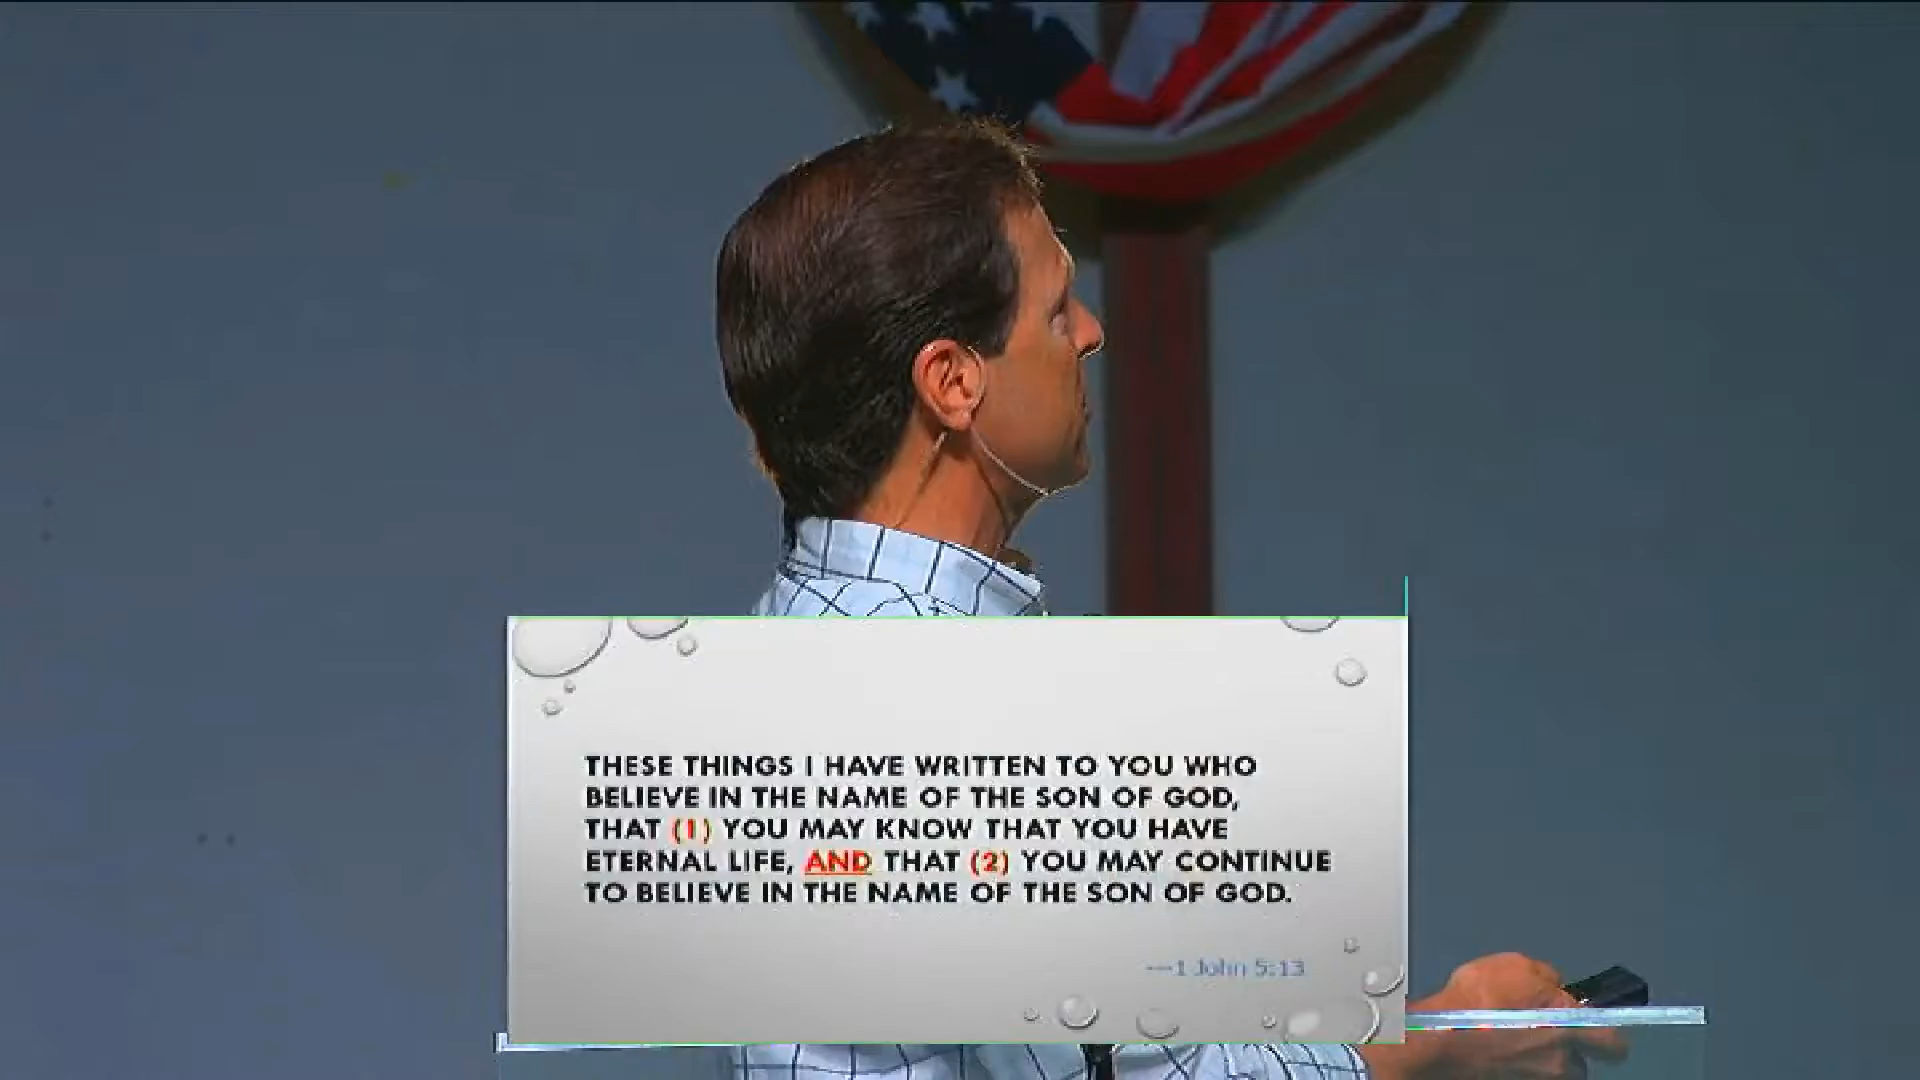 THESE THINGS I HAVE WRITTEN TO YOU WHO
BELIEVE IN THE NAME OF THE SON OF GOD,
THAT (1) YOU MAY KNOW THAT YOU HAVE
ETERNAL LIFE, AND THAT (2) YOU MAY CONTINUE
TO BELIEVE IN THE NAME OF THE SON OF GOD.
---1 John 5:13